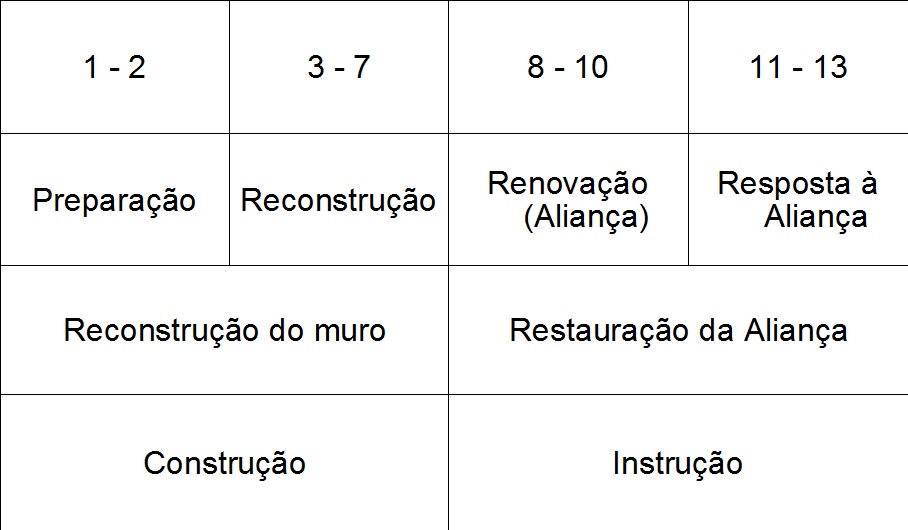 1 - 2
3 - 7
8 - 10
11 - 13
Preparação
Reconstrução
Renovação
(Aliança)
Resposta à
Aliança
Reconstrução do muro
Restauração da Aliança
Construção
Instrução